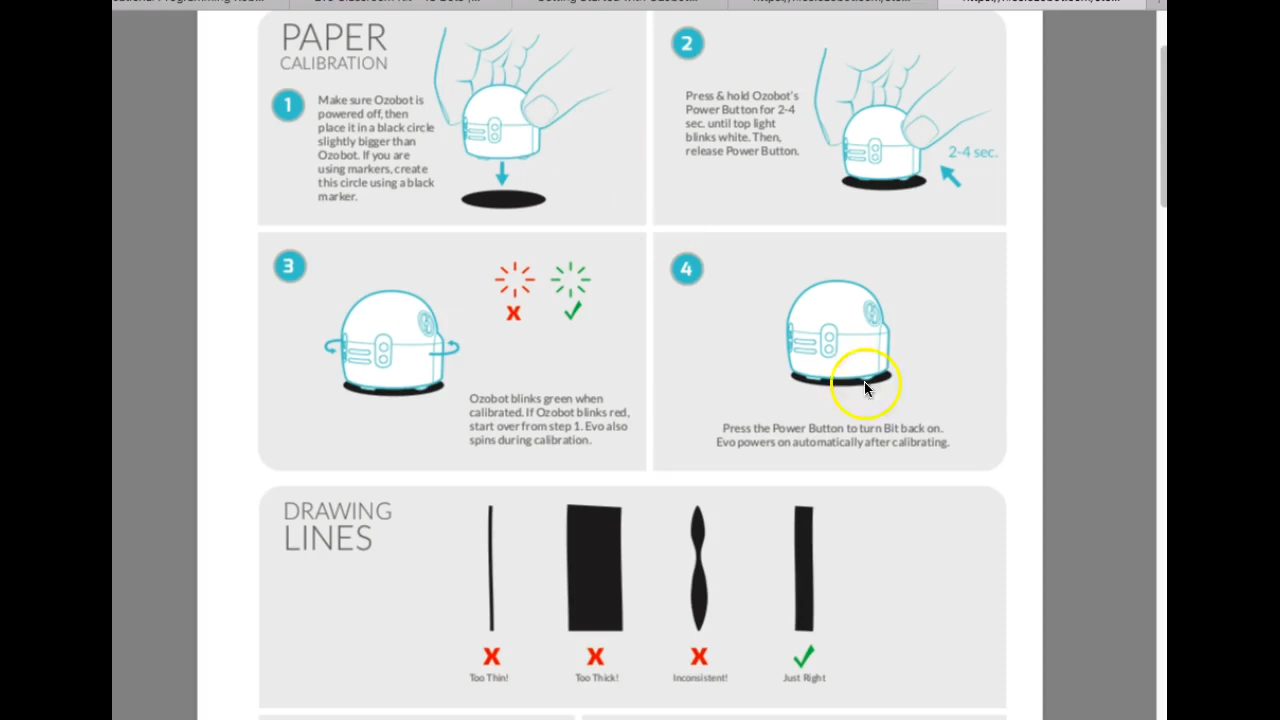 PAPER
CALIBRATION
1
Make sure Ozobot is
powered off, then
place it in a black circle
slightly bigger than
Ozobot. If you are
using markers, create
this circle using a black
marker.
2
Press & hold Ozobot's
Power Button for 2-4
sec. until top light
blinks white. Then,
release Power Button.
2-4 sec.
3
X
Ozobot blinks green when
calibrated. If Ozobot blinks red,
start over from step 1. Evo also
spins during calibration.
4
Press the Power Button to turn Bit back on.
Evo powers on automatically after calibrating.
DRAWING
LINES
X X X
Too Thin! Too Thick! Inconsistent! Just Right